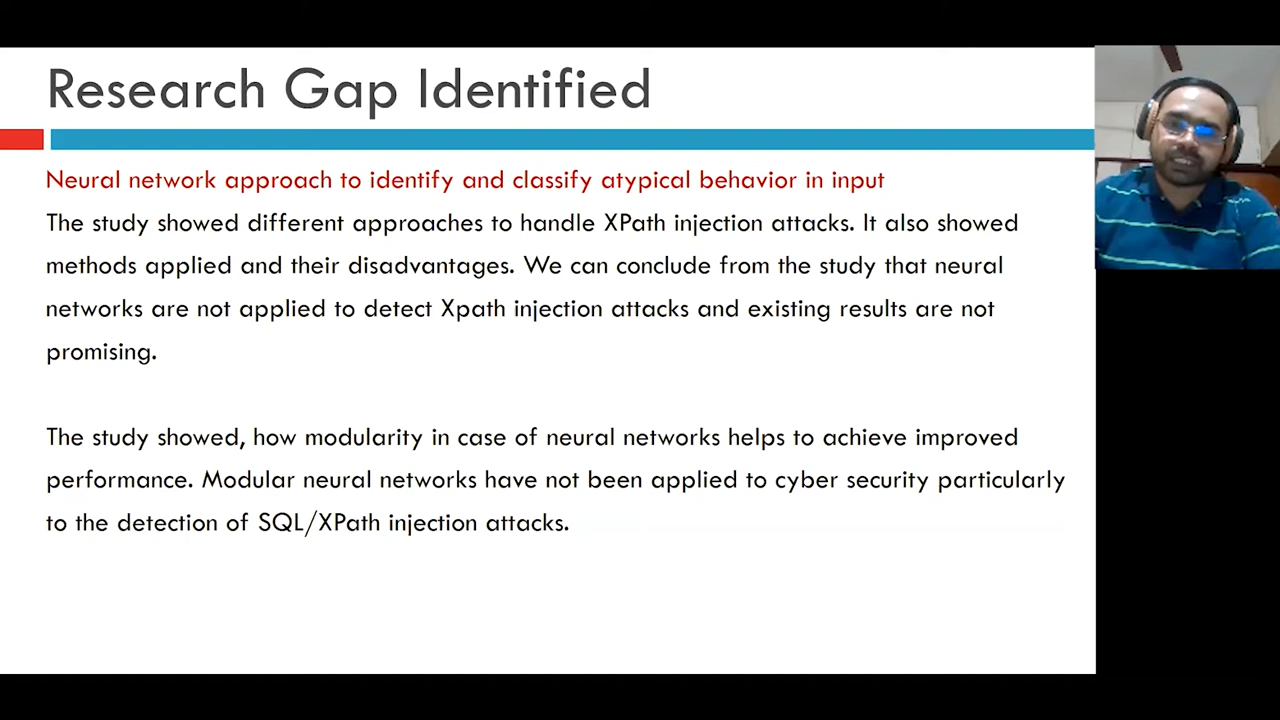 Research Gap Identified
Neural network approach to identify and classify atypical behavior in input
The study showed different approaches to handle XPath injection attacks. It also showed
methods applied and their disadvantages. We can conclude from the study that neural
networks are not applied to detect Xpath injection attacks and existing results are not
promising.
The study showed, how modularity in case of neural networks helps to achieve improved
performance. Modular neural networks have not been applied to cyber security particularly
to the detection of SQL/XPath injection attacks.